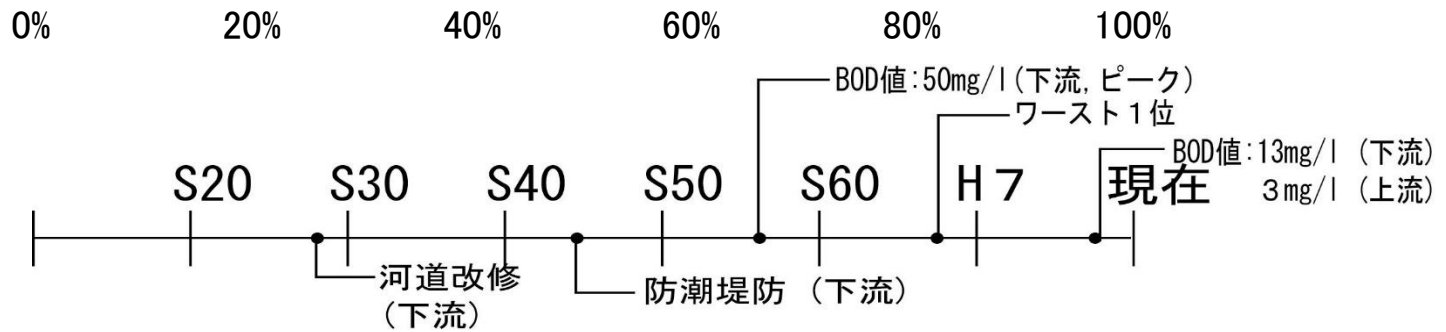 0% 20% 40% 60% 80% 100%
BOD値:50mg/l(下流,ピーク)
ワースト１位
BOD値:13mg/l (下流)
S20 S30 S40 S50 S60 H７ 現在 ３mg/l (上流)
河道改修
(下流)
防潮堤防 (下流)